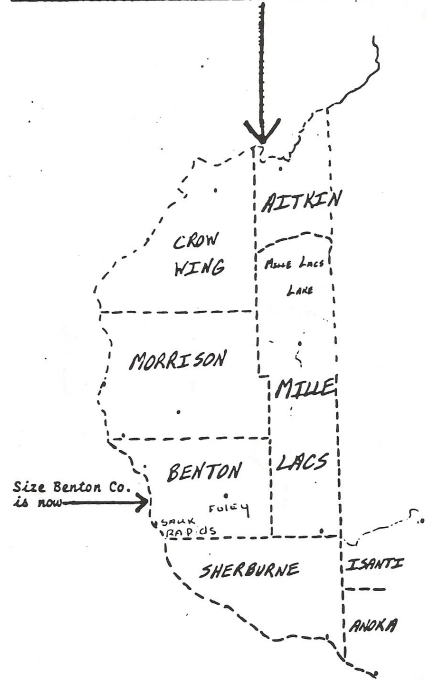 AITKIN
CROW
WING
MILLE LACS
LAKE
MORRISON
MILLE
LACS
BENTON
Size Benton Co.
is now
FOLEY
SAUK
RAPIDS
SHERBURNE
ISANTI
ANOKA